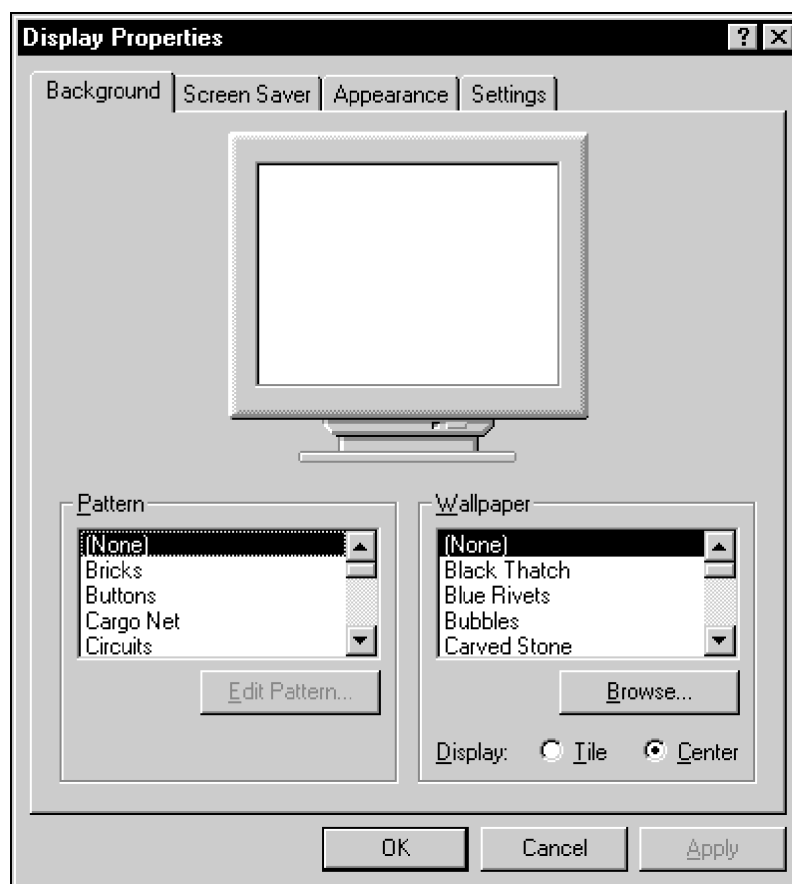 Display Properties
Background Screen Saver Appearance Settings
Pattern
(None)
Bricks
Buttons
Cargo Net
Circuits
Edit Pattern...
Wallpaper
(None)
Black Thatch
Blue Rivets
Bubbles
Carved Stone
Browse...
Display: Tile Center
OK Cancel Apply